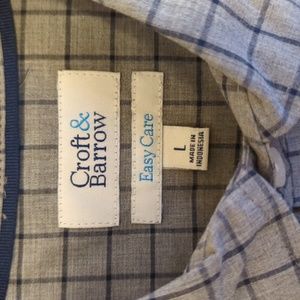 Croft&
Barrow
Easy Care
L
MADE IN
INDONESIA